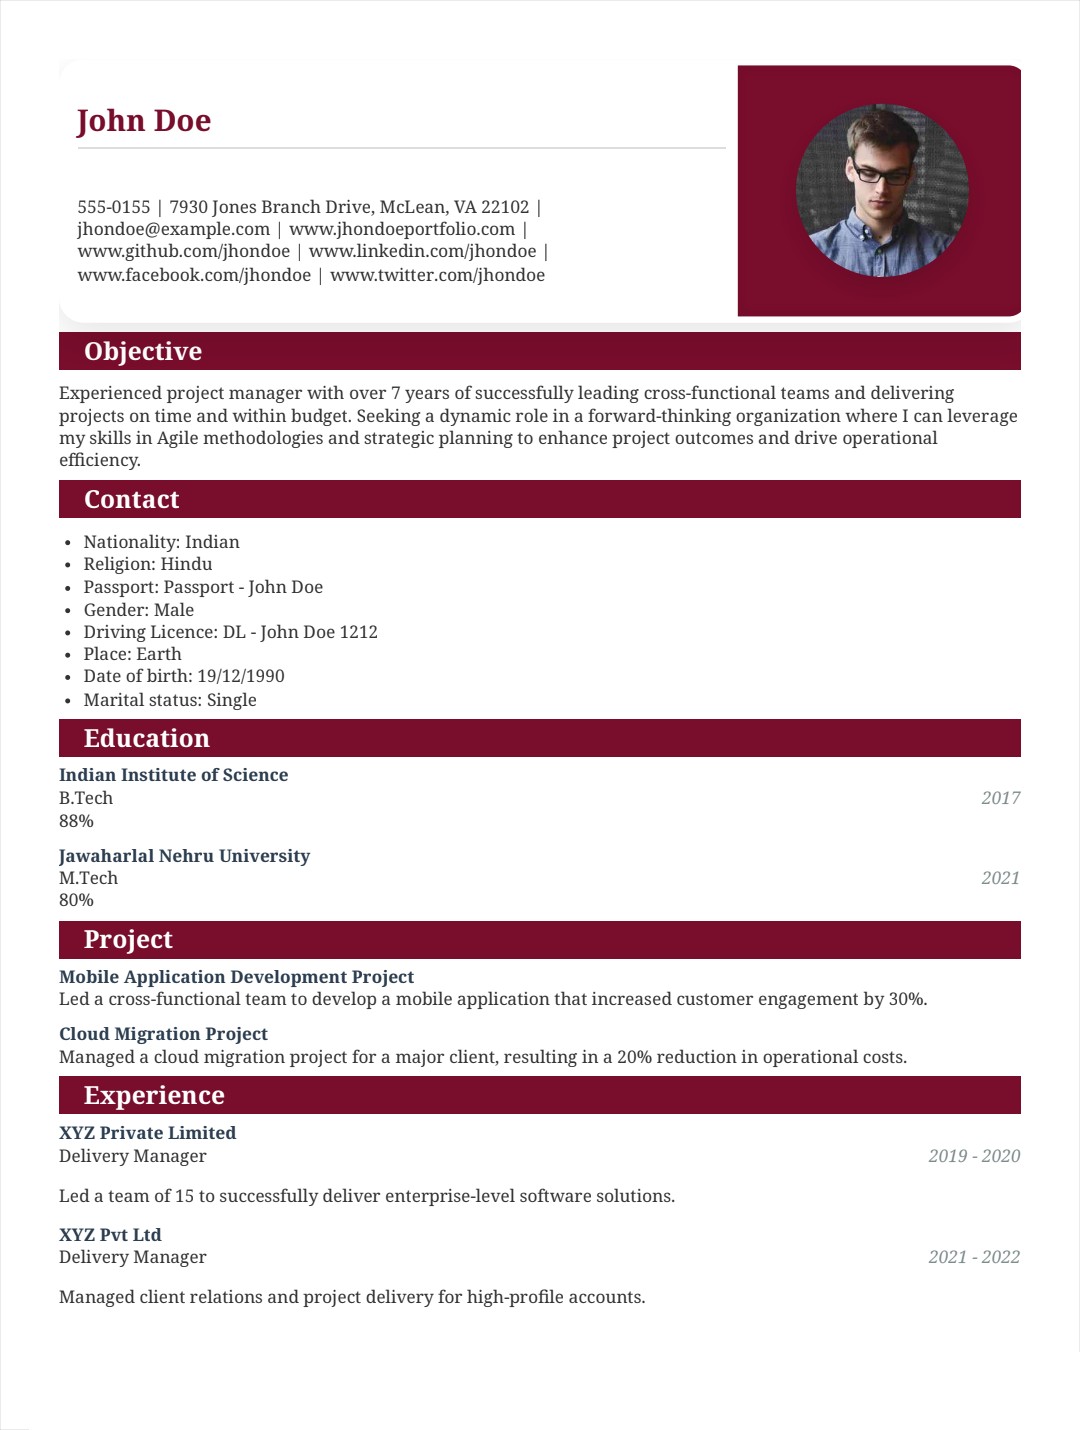 John Doe
555-0155 | 7930 Jones Branch Drive, McLean, VA 22102 |
jhondoe@example.com | www.jhondoeportfolio.com |
www.github.com/jhondoe | www.linkedin.com/jhondoe |
www.facebook.com/jhondoe | www.twitter.com/jhondoe
Objective
Experienced project manager with over 7 years of successfully leading cross-functional teams and delivering
projects on time and within budget. Seeking a dynamic role in a forward-thinking organization where I can leverage
my skills in Agile methodologies and strategic planning to enhance project outcomes and drive operational
efficiency.
Contact
• Nationality: Indian
• Religion: Hindu
• Passport: Passport - John Doe
• Gender: Male
• Driving Licence: DL - John Doe 1212
• Place: Earth
• Date of birth: 19/12/1990
• Marital status: Single
Education
Indian Institute of Science
B.Tech 2017
88%
Jawaharlal Nehru University
M.Tech 2021
80%
Project
Mobile Application Development Project
Led a cross-functional team to develop a mobile application that increased customer engagement by 30%.
Cloud Migration Project
Managed a cloud migration project for a major client, resulting in a 20% reduction in operational costs.
Experience
XYZ Private Limited
Delivery Manager 2019 - 2020
Led a team of 15 to successfully deliver enterprise-level software solutions.
XYZ Pvt Ltd
Delivery Manager 2021 - 2022
Managed client relations and project delivery for high-profile accounts.